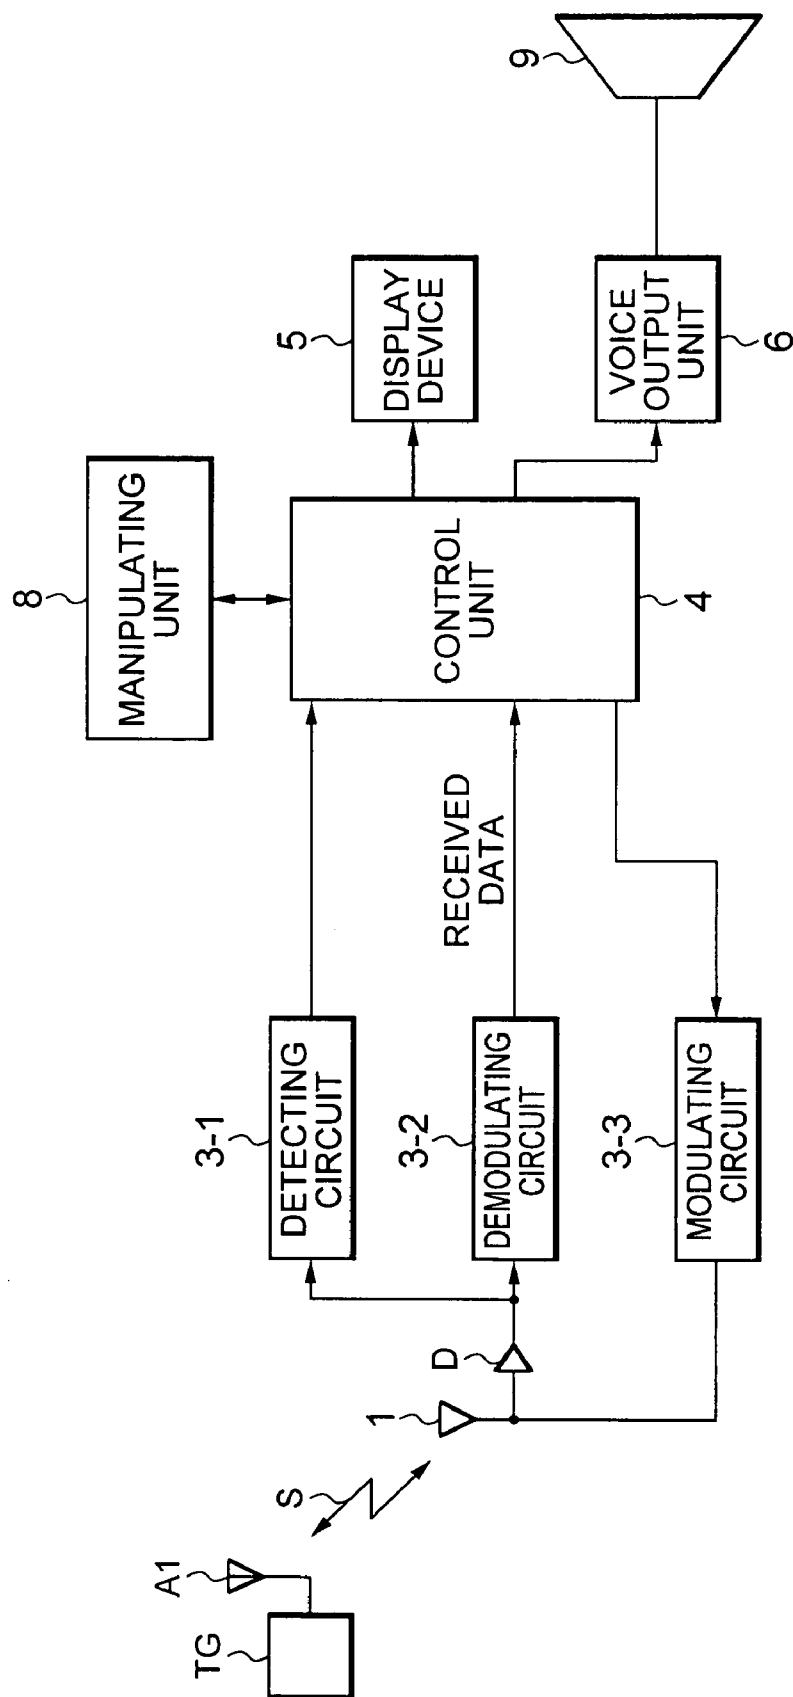 8
MANIPULATING
UNIT
5
DISPLAY
DEVICE
9
VOICE
OUTPUT
UNIT
6
CONTROL
UNIT
4
RECEIVED
DATA
3-1
DETECTING
CIRCUIT
3-2
DEMODULATING
CIRCUIT
3-3
MODULATING
CIRCUIT
D
1
S
A1
TG